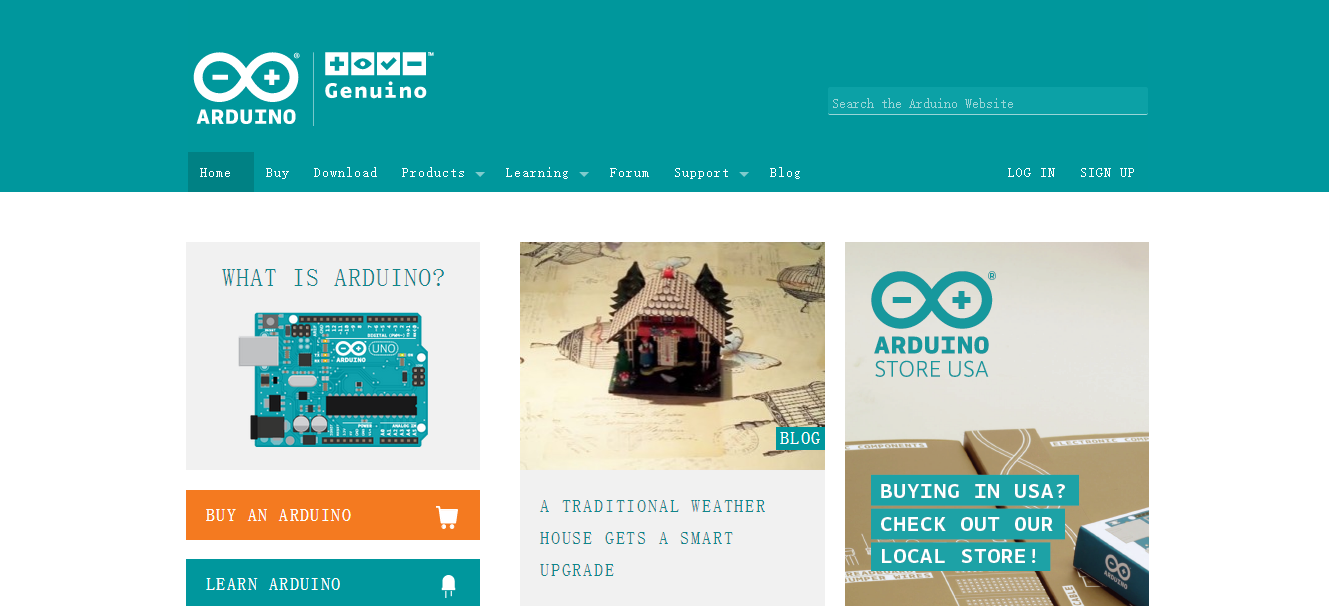 ARDUINO
Genuino
Search the Arduino Website
Home Buy Download Products Learning Forum Support Blog LOG IN SIGN UP
WHAT IS ARDUINO?
ARDUINO
UNO
BUY AN ARDUINO
LEARN ARDUINO
BLOG
A TRADITIONAL WEATHER
HOUSE GETS A SMART
UPGRADE
ARDUINO
STORE USA
COMPONENTS
BUYING IN USA?
CHECK OUT OUR
LOCAL STORE!
ARDUINO